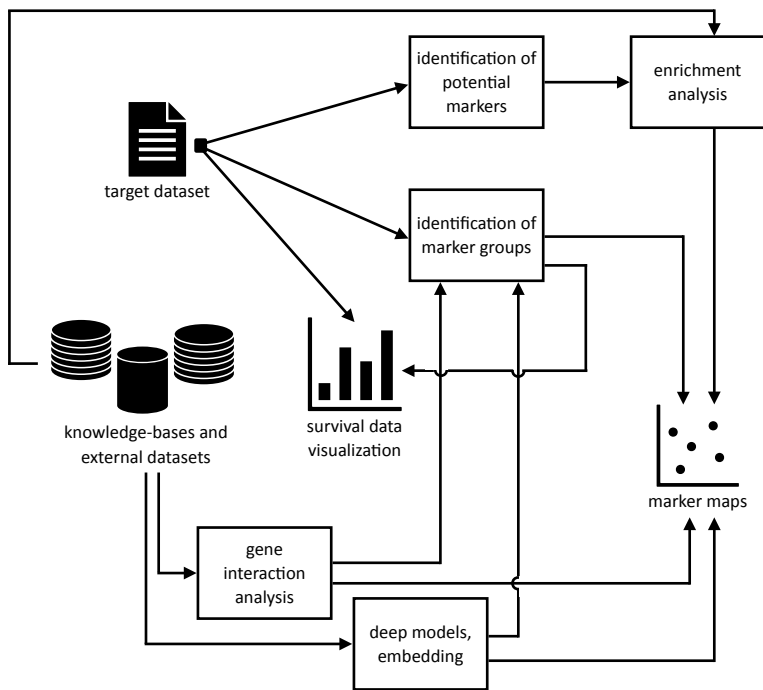 identification of
potential
markers
enrichment
analysis
target dataset
identification of
marker groups
knowledge-bases and
external datasets
survival data
visualization
marker maps
gene
interaction
analysis
deep models,
embedding